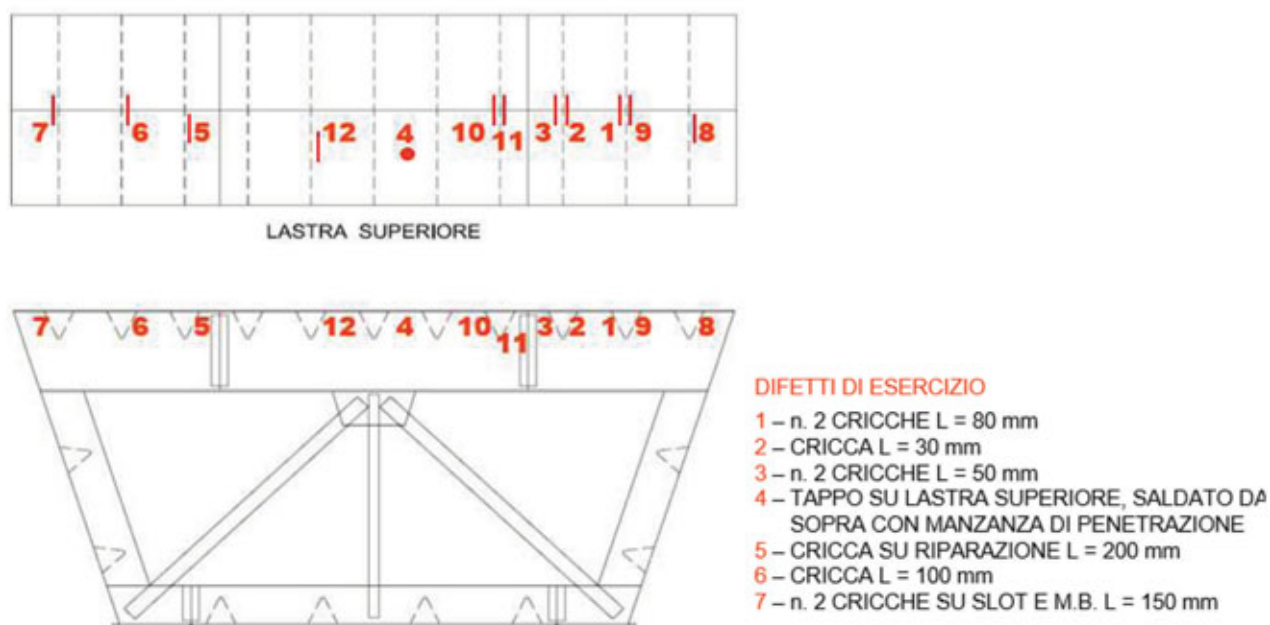 7 6 5 12 4 10 11 3 2 1 9 8
LASTRA SUPERIORE
7 6 5 12 4 10 11 3 2 1 9 8
DIFETTI DI ESERCIZIO
1 – n. 2 CRICCHE L = 80 mm
2 – CRICCA L = 30 mm
3 – n. 2 CRICCHE L = 50 mm
4 – TAPPO SU LASTRA SUPERIORE, SALDATO DA
SOPRA CON MANZANZA DI PENETRAZIONE
5 – CRICCA SU RIPARAZIONE L = 200 mm
6 – CRICCA L = 100 mm
7 – n. 2 CRICCHE SU SLOT E M.B. L = 150 mm